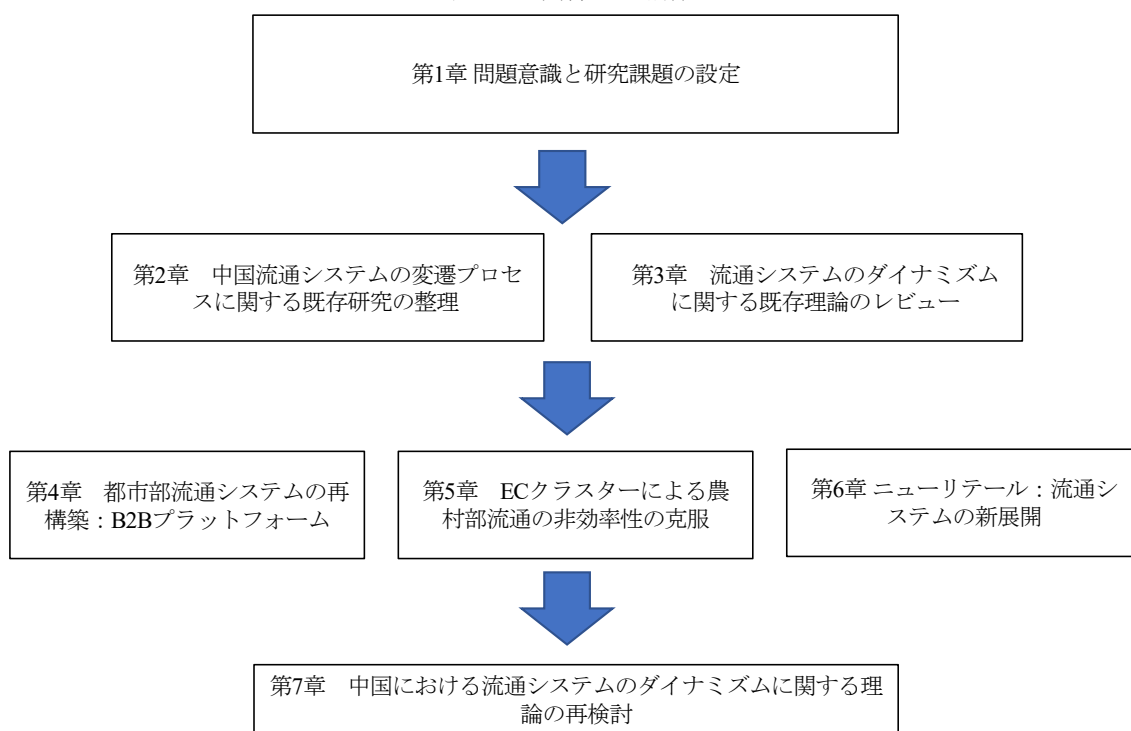 第1章 問題意識と研究課題の設定
第2章　中国流通システムの変遷プロセ
スに関する既存研究の整理
第3章　流通システムのダイナミズム
に関する既存理論のレビュー
第4章　都市部流通システムの再
構築：B2Bプラットフォーム
第5章　ECクラスターによる農
村部流通の非効率性の克服
第6章 ニューリテール：流通シ
ステムの新展開
第7章　中国における流通システムのダイナミズムに関する理
論の再検討